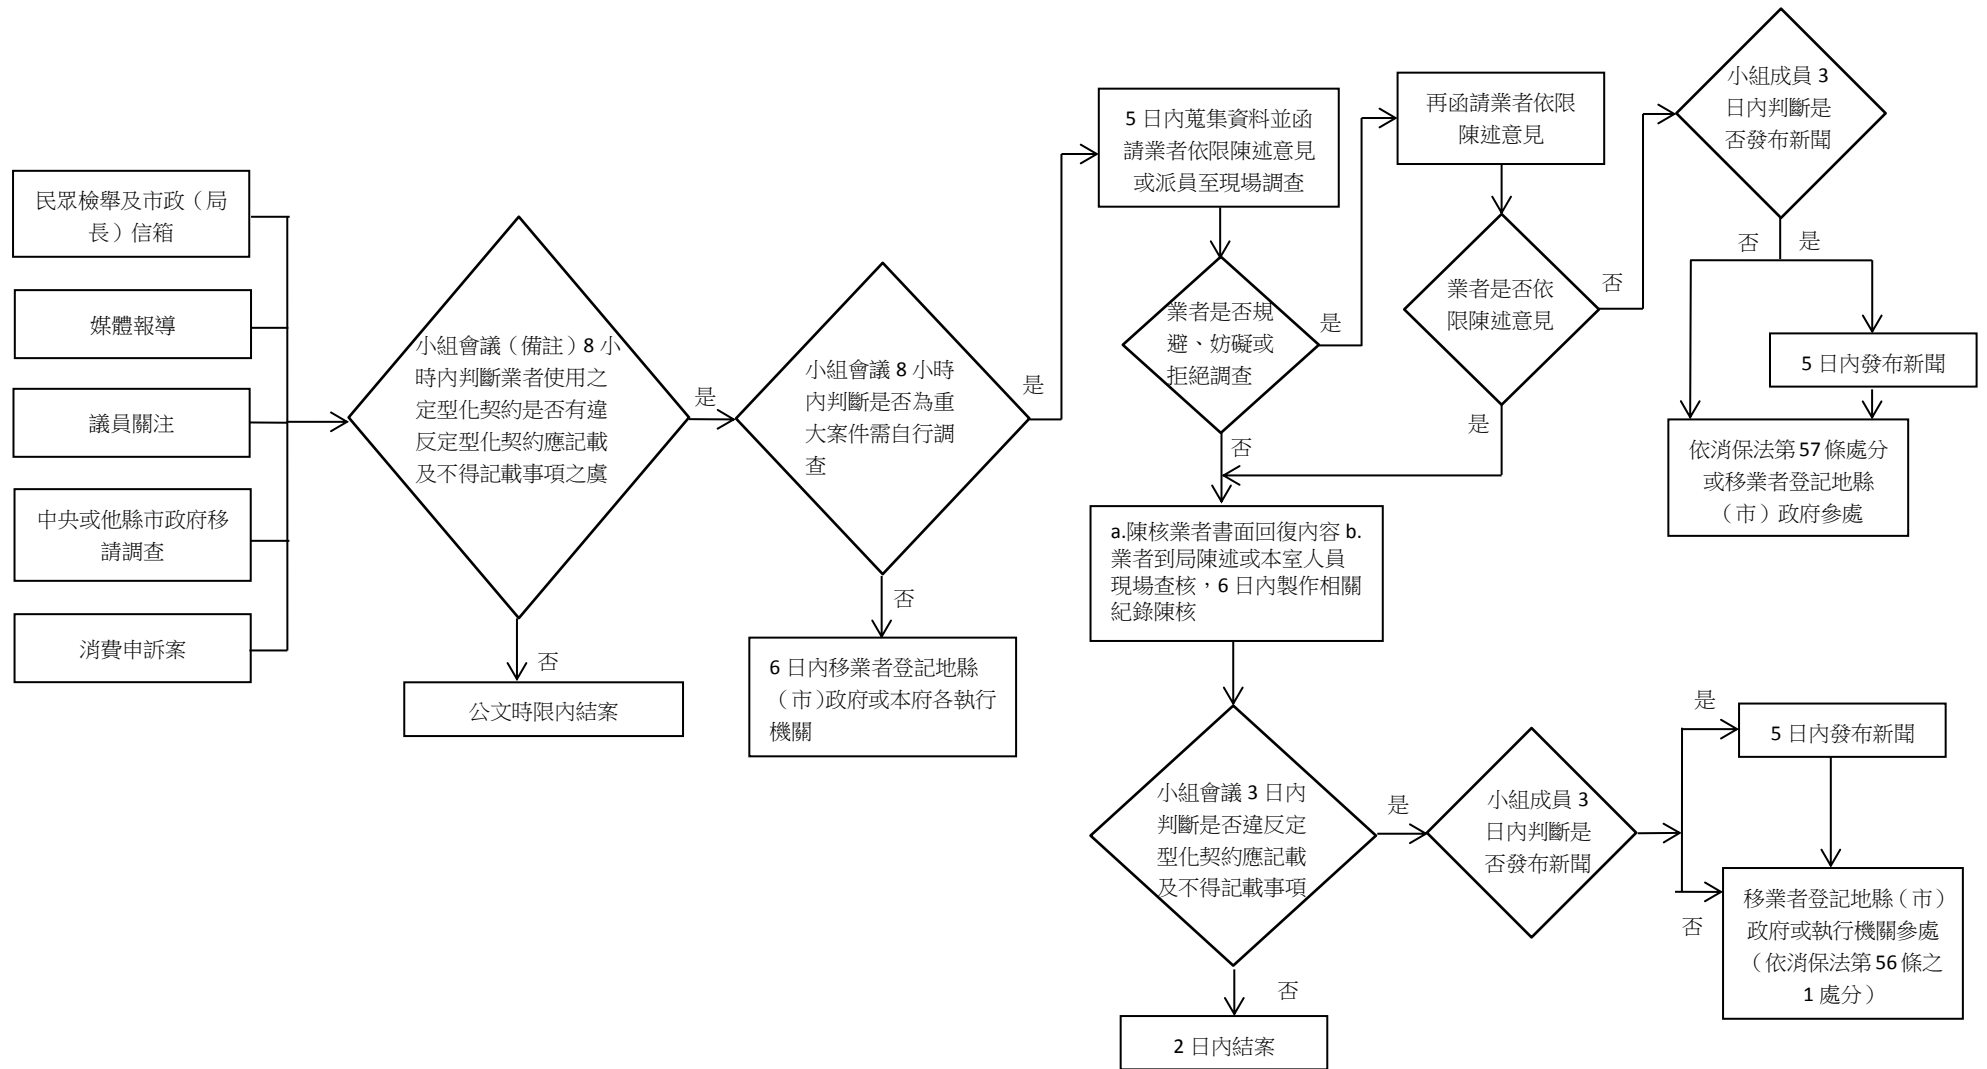 民眾檢舉及市政（局
長）信箱
媒體報導
議員關注
中央或他縣市政府移
請調查
消費申訴案
小組會議（備註）8 小
時內判斷業者使用之
定型化契約是否有違
反定型化契約應記載
及不得記載事項之虞
是
否
公文時限內結案
小組會議 8 小時
內判斷是否為重
大案件需自行調
查
是
否
6 日內移業者登記地縣
（市）政府或本府各執行
機關
5 日內蒐集資料並函
請業者依限陳述意見
或派員至現場調查
業者是否規
避、妨礙或
拒絕調查
是
否
再函請業者依限
陳述意見
業者是否依
限陳述意見
否
是
小組成員 3
日內判斷是
否發布新聞
否
是
5 日內發布新聞
依消保法第 57 條處分
或移業者登記地縣
（市）政府參處
a.陳核業者書面回復內容 b.
業者到局陳述或本室人員
現場查核，6 日內製作相關
紀錄陳核
小組會議 3 日內
判斷是否違反定
型化契約應記載
及不得記載事項
是
否
2 日內結案
小組成員 3
日內判斷是
否發布新聞
是
5 日內發布新聞
否
移業者登記地縣（市）
政府或執行機關參處
（依消保法第 56 條之
1 處分）